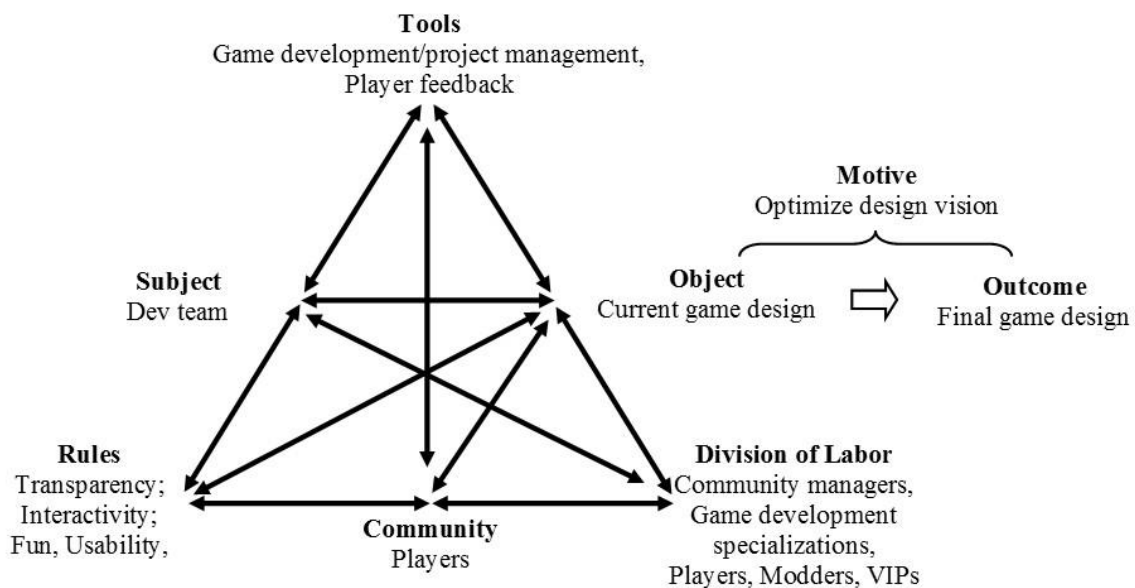 Tools
Game development/project management,
Player feedback
Motive
Optimize design vision
Subject
Dev team
Object
Current game design
Outcome
Final game design
Rules
Transparency;
Interactivity;
Fun, Usability,
Community
Players
Division of Labor
Community managers,
Game development
specializations,
Players, Modders, VIPs